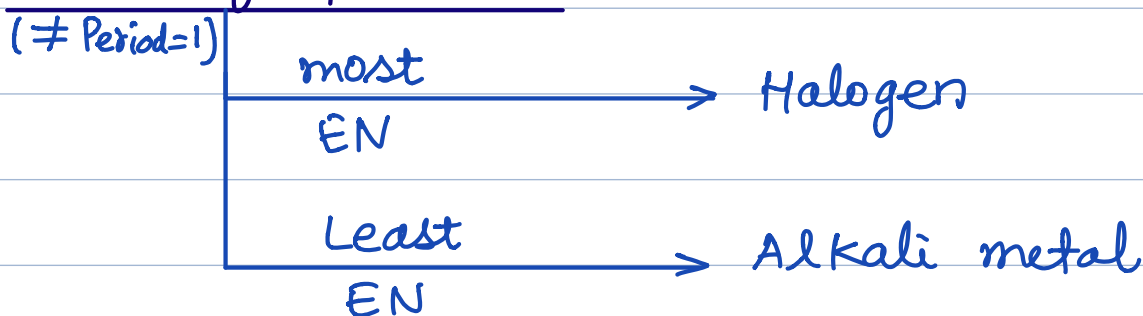 (≠ Period=1)
most
Halogen
EN
Least
Alkali metal
EN